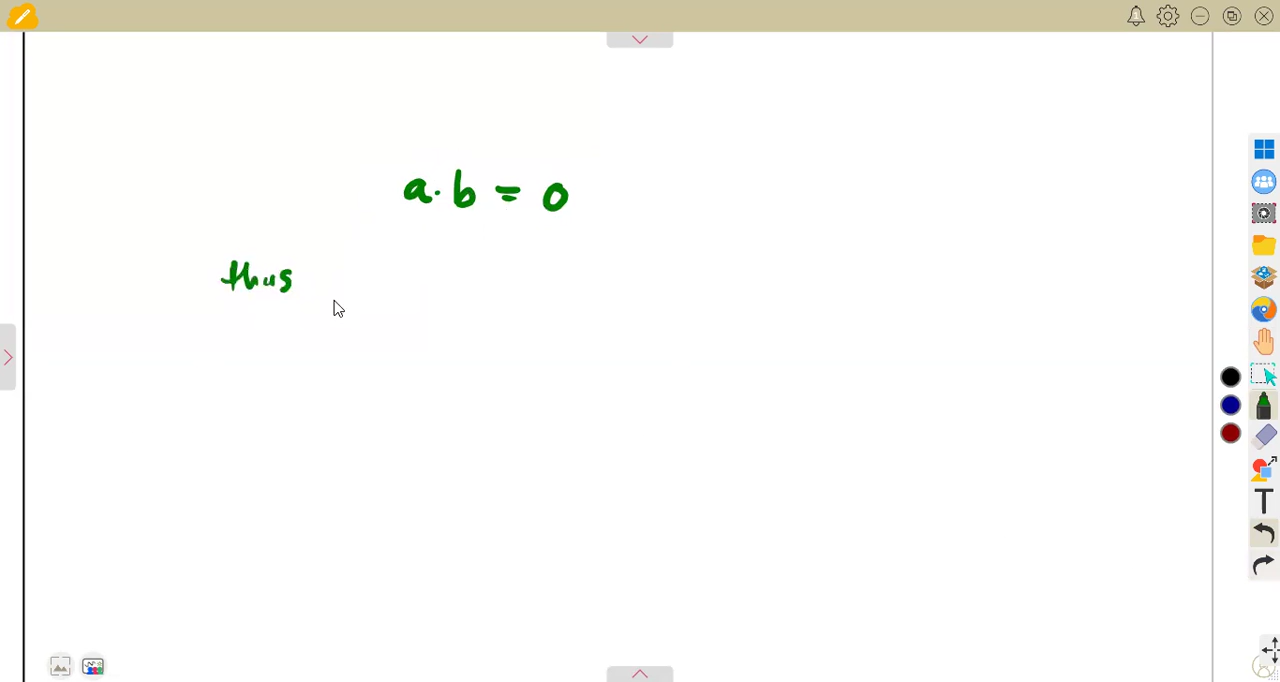 a·b = 0
thus